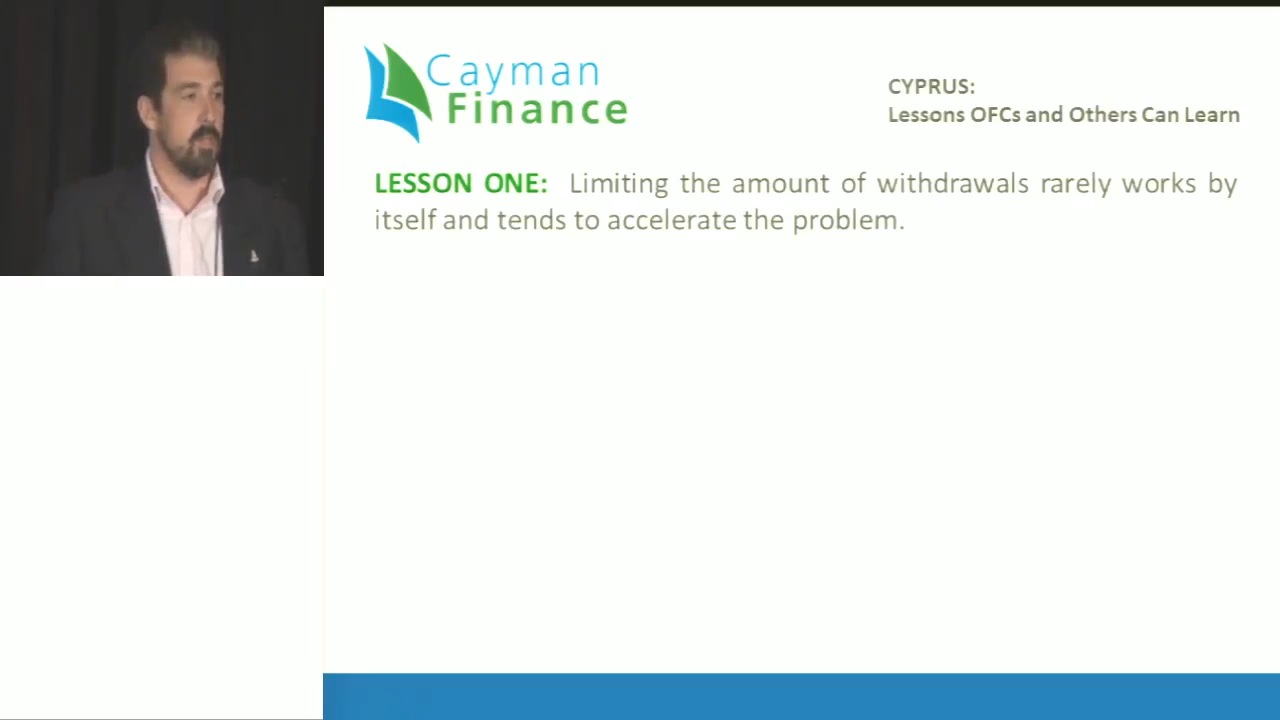 Cayman
Finance
CYPRUS:
Lessons OFCs and Others Can Learn
LESSON ONE: Limiting the amount of withdrawals rarely works by
itself and tends to accelerate the problem.